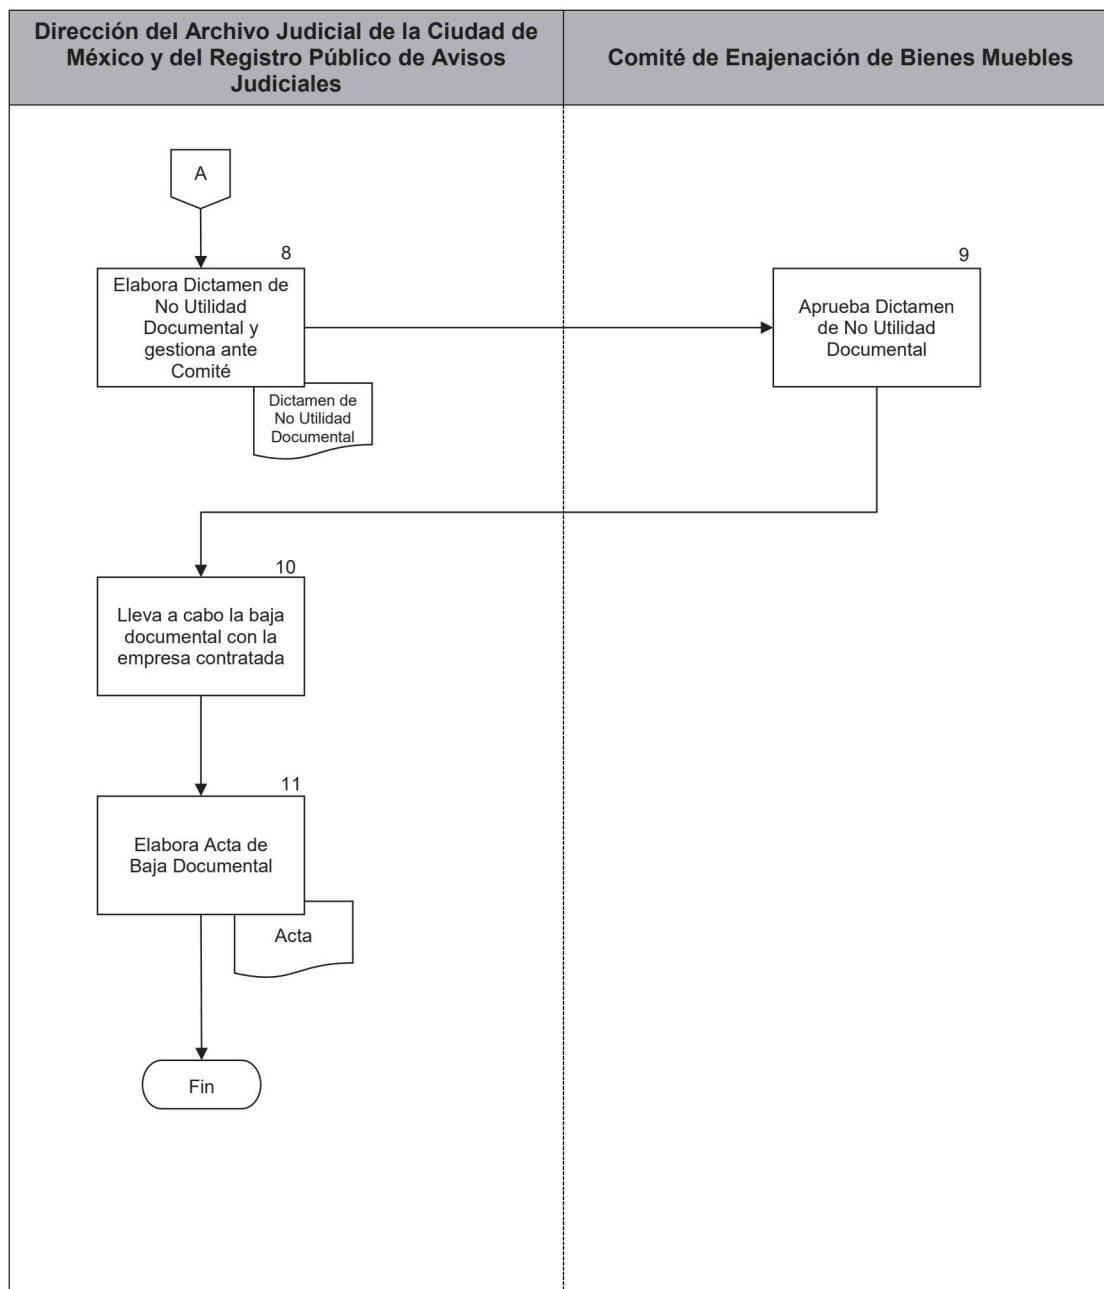 Dirección del Archivo Judicial de la Ciudad de
México y del Registro Público de Avisos
Judiciales
Comité de Enajenación de Bienes Muebles
A
8
Elabora Dictamen de
No Utilidad
Documental y
gestiona ante
Comité
Dictamen de
No Utilidad
Documental
9
Aprueba Dictamen
de No Utilidad
Documental
10
Lleva a cabo la baja
documental con la
empresa contratada
11
Elabora Acta de
Baja Documental
Acta
Fin